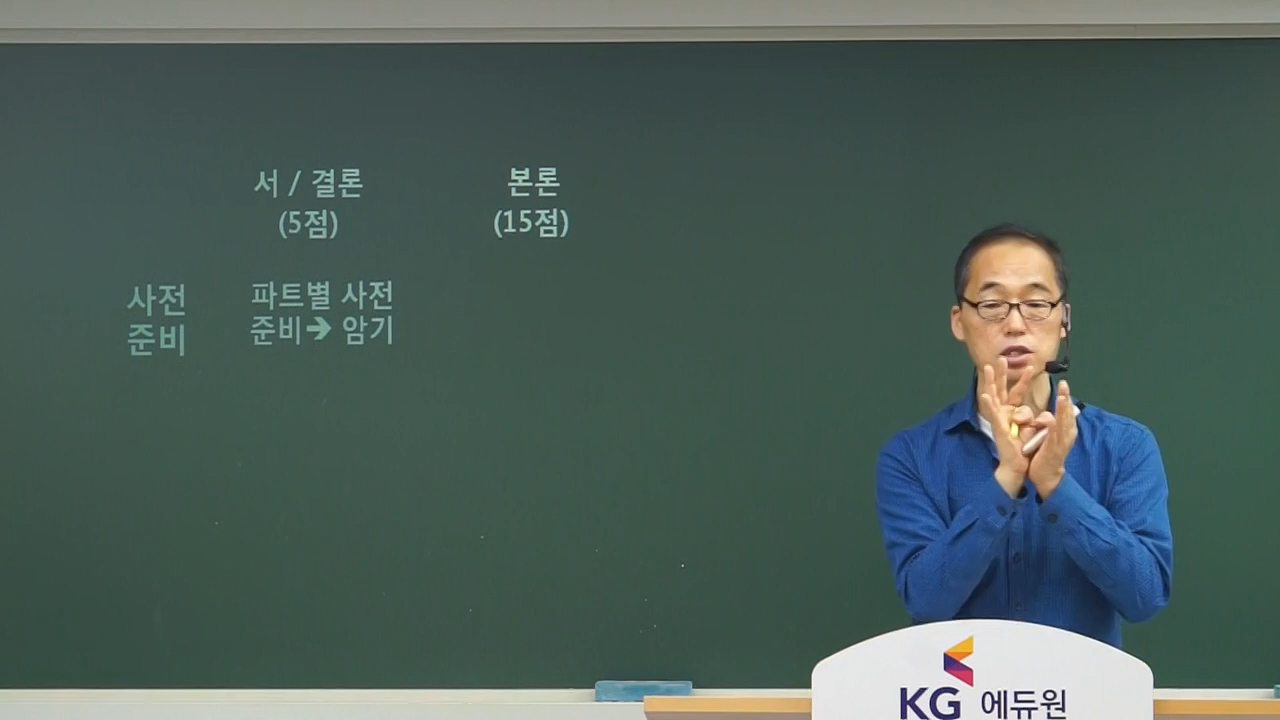 서 / 결론
(5점)
본론
(15점)
사전
준비
파트별 사전
준비➔ 암기
KG 에듀원